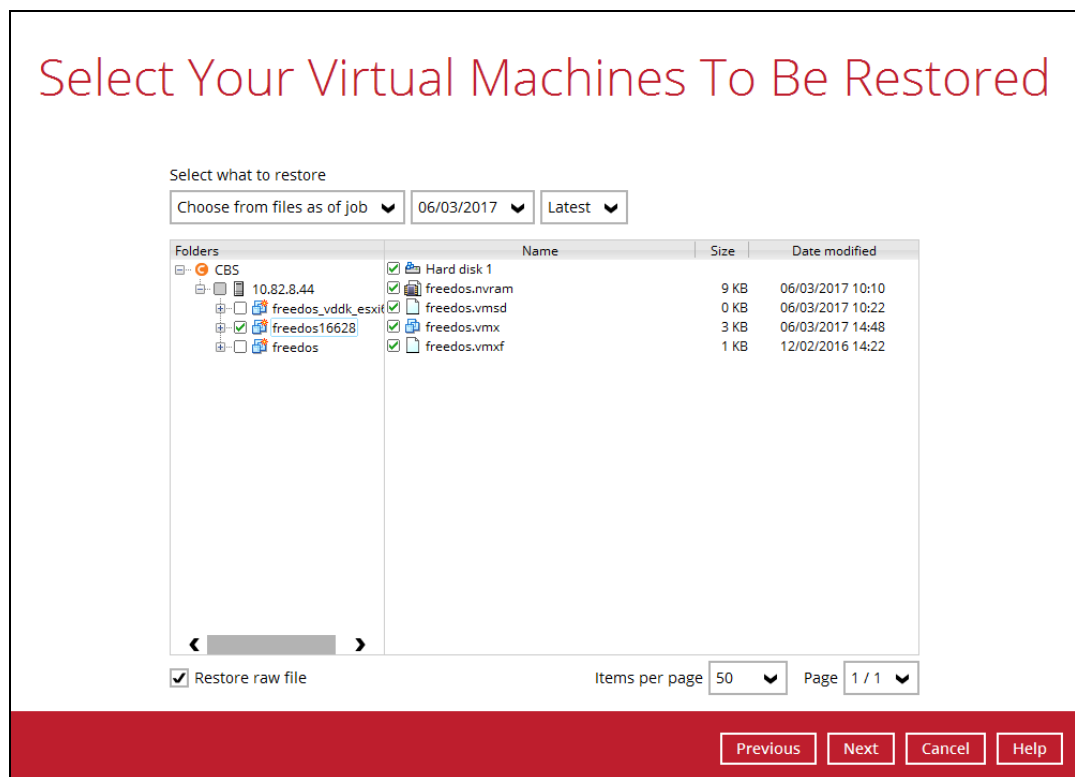 Select Your Virtual Machines To Be Restored
Select what to restore
Choose from files as of job 06/03/2017 Latest
Folders Name Size Date modified
CBS Hard disk 1
10.82.8.44 freedos.nvram 9 KB 06/03/2017 10:10
freedos_vddk_esxi6 freedos.vmsd 0 KB 06/03/2017 10:22
freedos16628 freedos.vmx 3 KB 06/03/2017 14:48
freedos freedos.vmxf 1 KB 12/02/2016 14:22
Restore raw file Items per page 50 Page 1 / 1
Previous Next Cancel Help